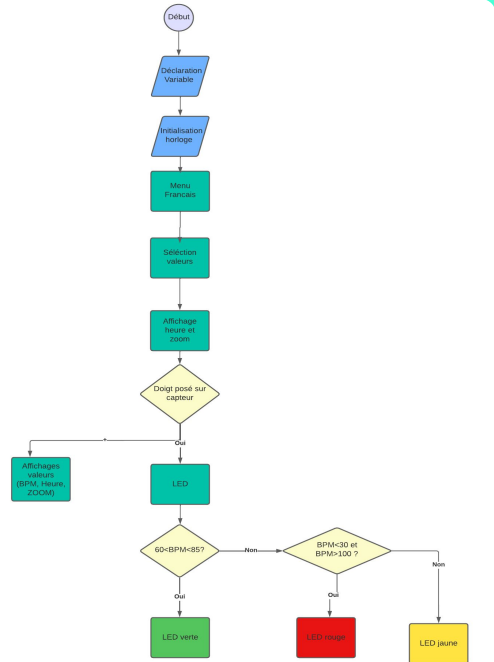 Début
Déclaration
Variable
Initialisation
horloge
Menu
Francais
Séléction
valeurs
Affichage
heure et
zoom
Doigt posé sur
capteur
Oui
Affichages
valeurs
(BPM, Heure,
ZOOM)
LED
60<BPM<85?
Non
BPM<30 et
BPM>100 ?
Non
Oui
Oui
LED verte
LED rouge
LED jaune